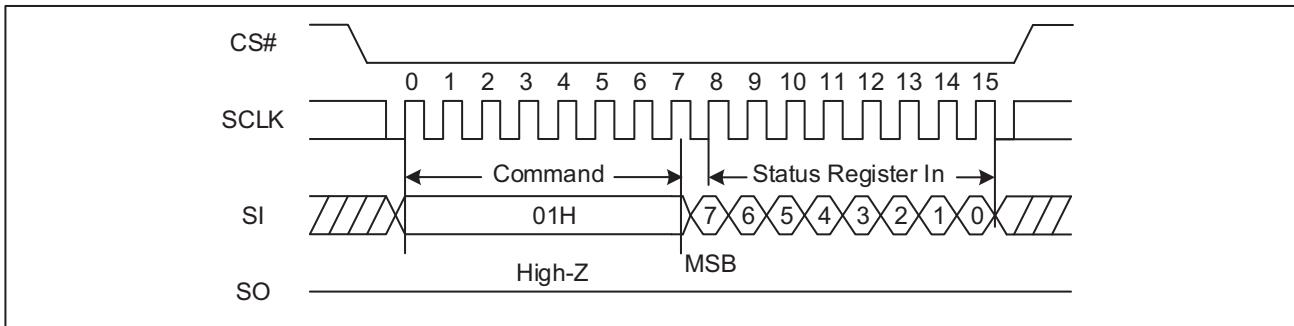 CS#
0 1 2 3 4 5 6 7 8 9 10 11 12 13 14 15
SCLK
Command Status Register In
SI 01H 7 6 5 4 3 2 1 0
High-Z MSB
SO